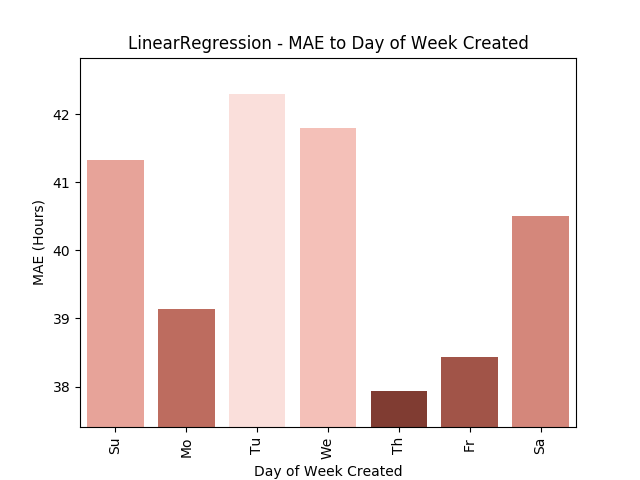 LinearRegression - MAE to Day of Week Created
MAE (Hours)
42
41
40
39
38
Su
Mo
Tu
We
Th
Fr
Sa
Day of Week Created